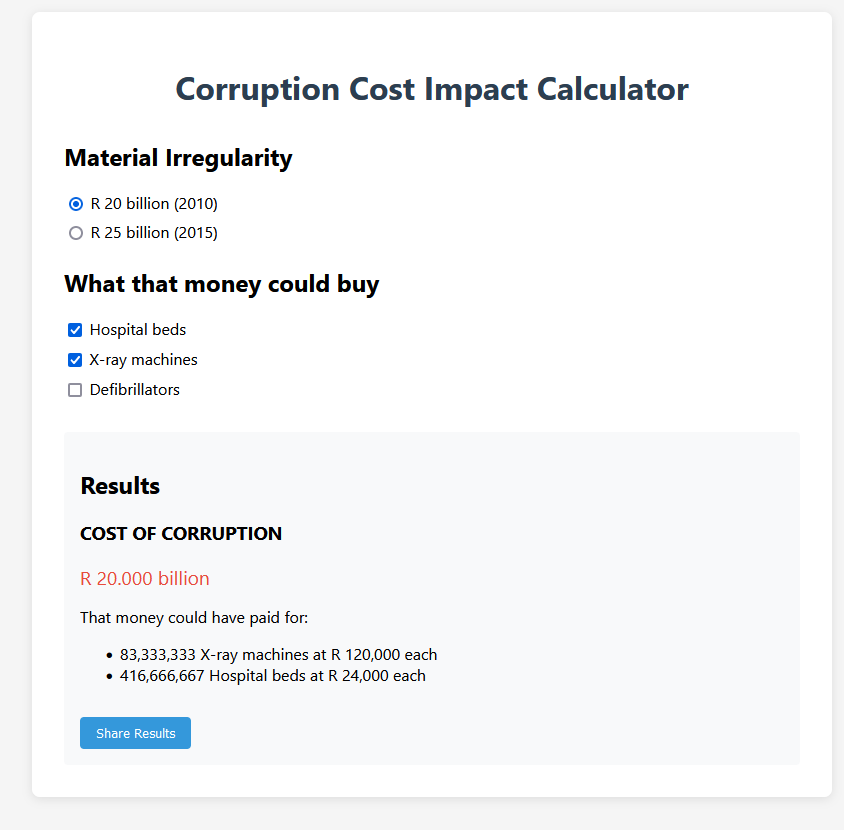 Corruption Cost Impact Calculator
Material Irregularity
R 20 billion (2010)
R 25 billion (2015)
What that money could buy
Hospital beds
X-ray machines
Defibrillators
Results
COST OF CORRUPTION
R 20.000 billion
That money could have paid for:
• 83,333,333 X-ray machines at R 120,000 each
• 416,666,667 Hospital beds at R 24,000 each
Share Results